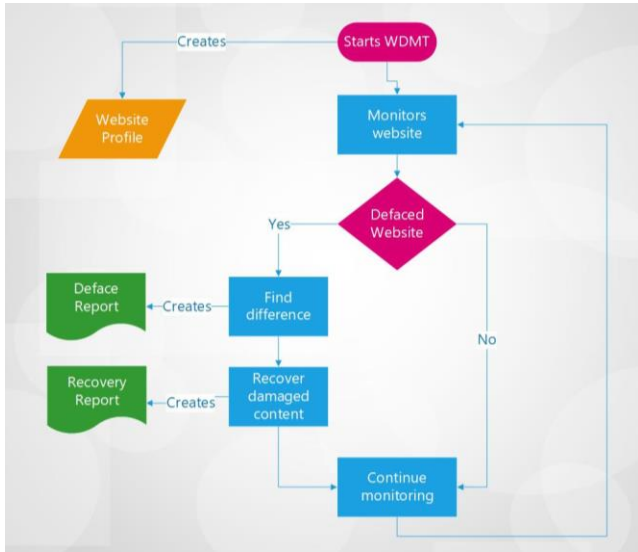 Creates
Starts WDMT
Website
Profile
Monitors
website
Defaced
Website
Yes
Deface
Report
Creates
Find
difference
No
Recovery
Report
Creates
Recover
damaged
content
Continue
monitoring